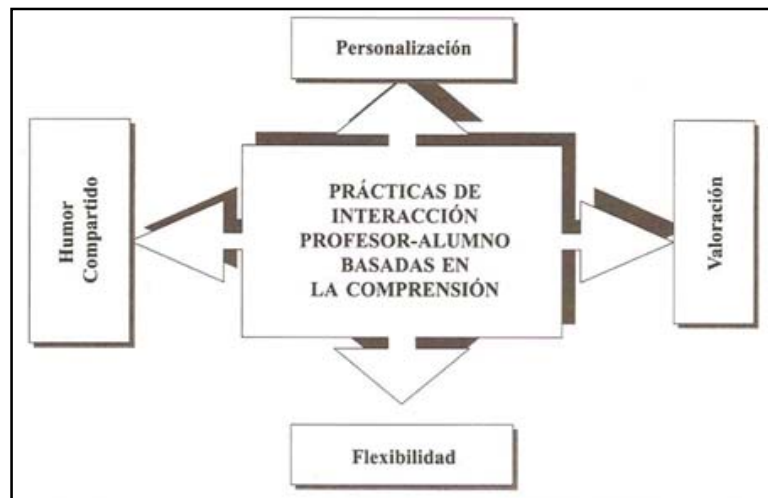 Personalización
Humor
Compartido
PRÁCTICAS DE
INTERACCIÓN
PROFESOR-ALUMNO
BASADAS EN
LA COMPRENSIÓN
Valoración
Flexibilidad